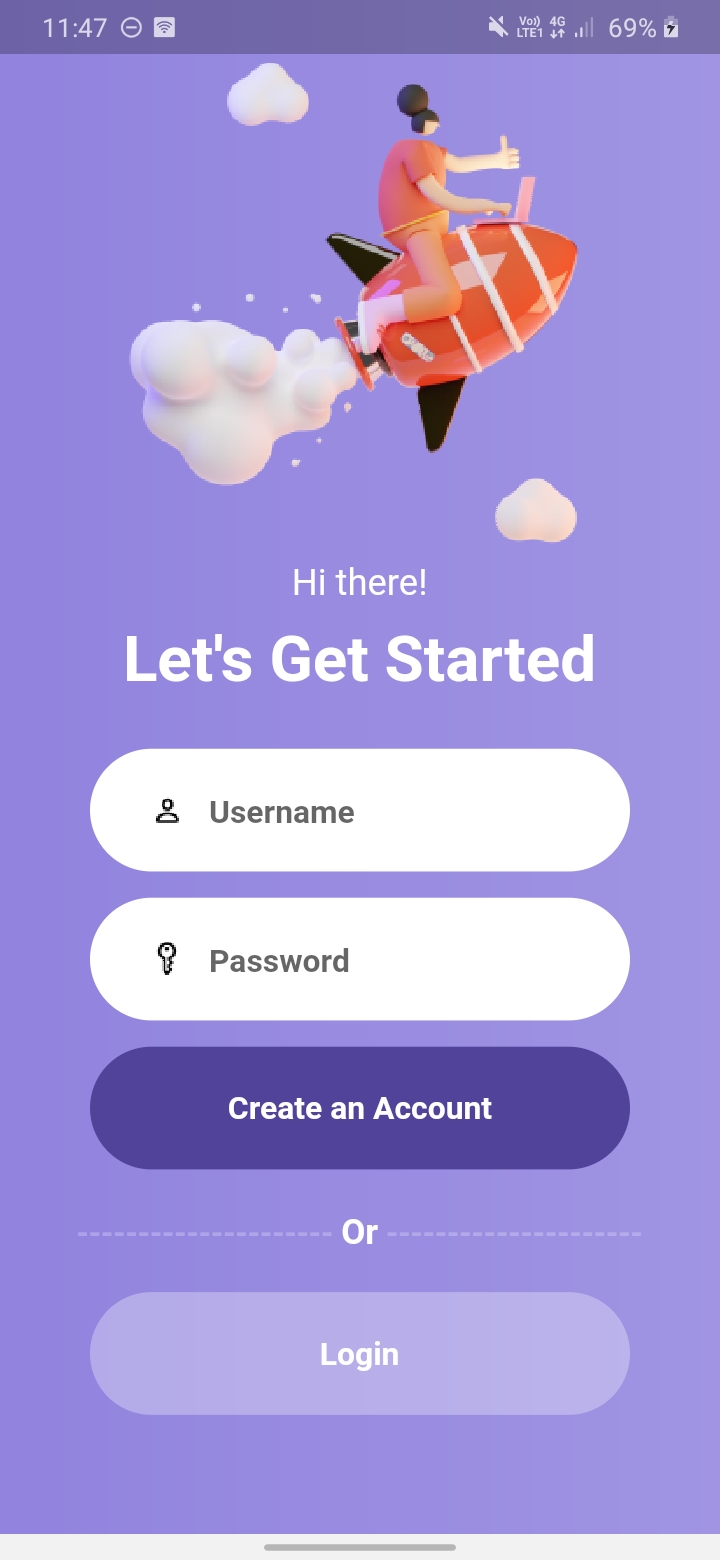 11:47
Vo)) 4G
LTE1
69%
Hi there!
Let's Get Started
Username
Password
Create an Account
Or
Login